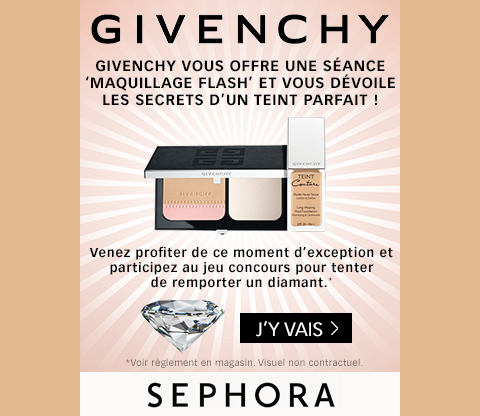 GIVENCHY
GIVENCHY VOUS OFFRE UNE SÉANCE
‘MAQUILLAGE FLASH’ ET VOUS DÉVOILE
LES SECRETS D’UN TEINT PARFAIT !
GIVENCHY
GIVENCHY
GIVENCHY
TEINT
Couture
Venez profiter de ce moment d’exception et
participez au jeu concours pour tenter
de remporter un diamant.*
J’Y VAIS >
*Voir règlement en magasin. Visuel non contractuel.
SEPHORA